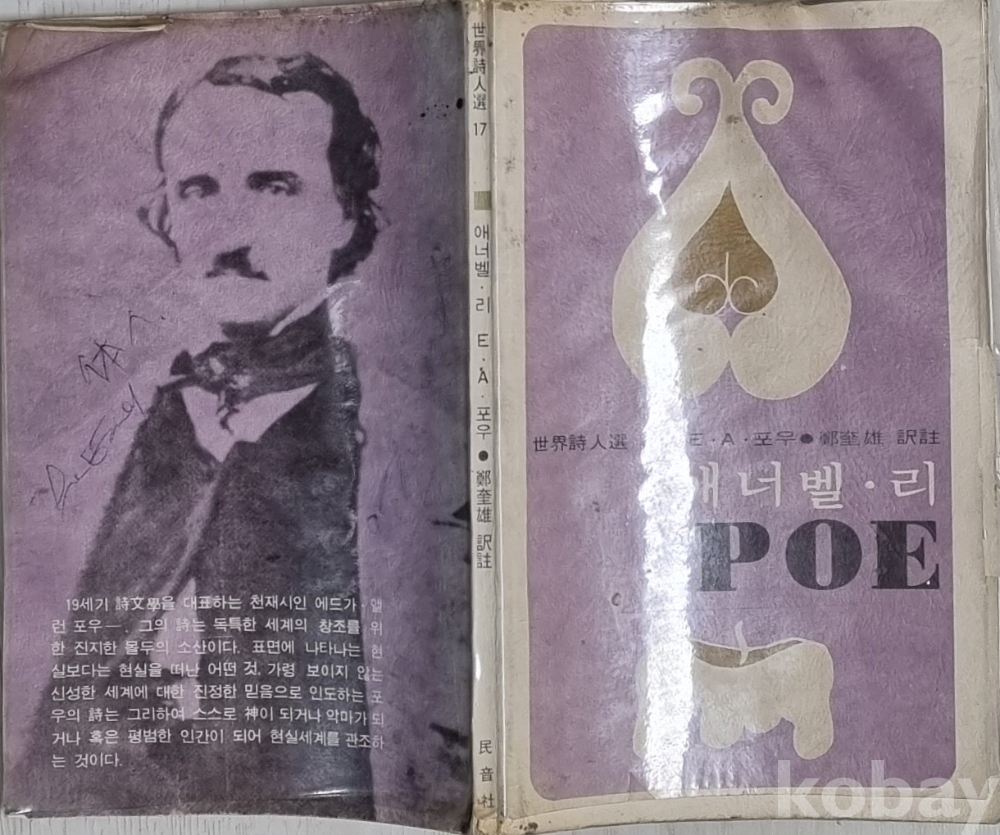 19세기 詩文學을 대표하는 천재시인 에드가·앨
런 포우―. 그의 詩는 독특한 세계의 창조를 위
한 진지한 몰두의 소산이다. 표면에 나타나는 현
실보다는 현실을 떠난 어떤 것, 가령 보이지 않는
신성한 세계에 대한 진정한 믿음으로 인도하는 포
우의 詩는 그리하여 스스로 神이 되거나 악마가 되
거나 혹은 평범한 인간이 되어 현실세계를 관조하
는 것이다.
世界詩人選 17 애너벨·리 E·A·포우●鄭奎雄 訳註 民音社
世界詩人選 E·A·포우●鄭奎雄 訳註
애너벨·리
POE
kobay